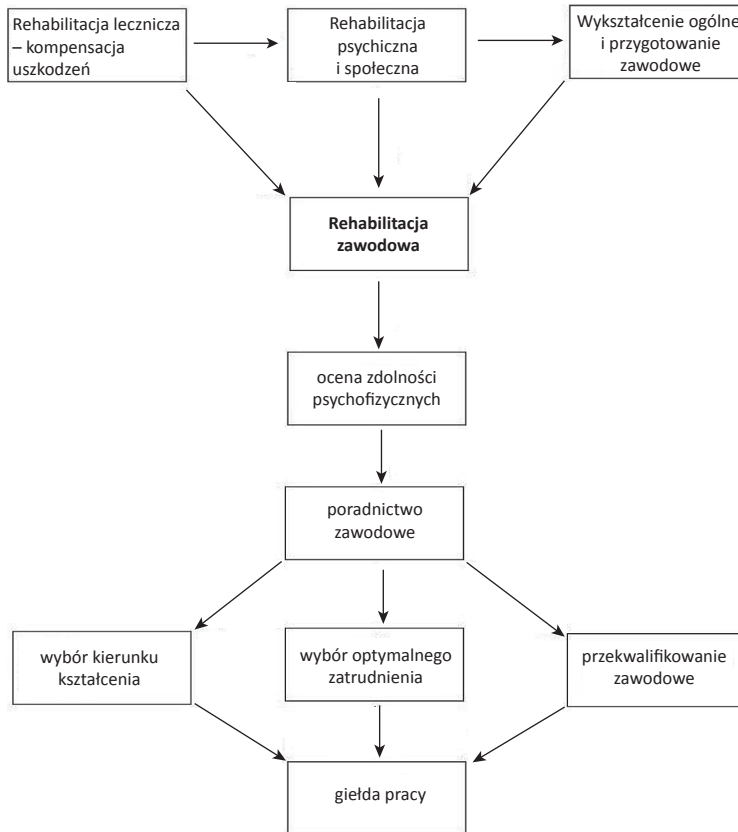 Rehabilitacja lecznicza
– kompensacja
uszkodzeń
Rehabilitacja
psychiczna
i społeczna
Wykształcenie ogólne
i przygotowanie
zawodowe
Rehabilitacja
zawodowa
ocena zdolności
psychofizycznych
poradnictwo
zawodowe
wybór kierunku
kształcenia
wybór optymalnego
zatrudnienia
przekwalifikowanie
zawodowe
giełda pracy